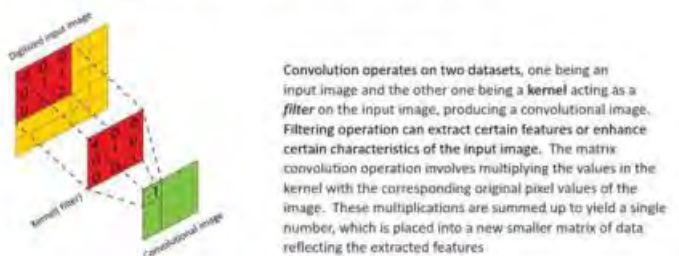 Digitized input image
Kernel( filter)
Convolutional image
Convolution operates on two datasets, one being an
input image and the other one being a kernel acting as a
filter on the input image, producing a convolutional image.
Filtering operation can extract certain features or enhance
certain characteristics of the input image. The matrix
convolution operation involves multiplying the values in the
kernel with the corresponding original pixel values of the
image. These multiplications are summed up to yield a single
number, which is placed into a new smaller matrix of data
reflecting the extracted features